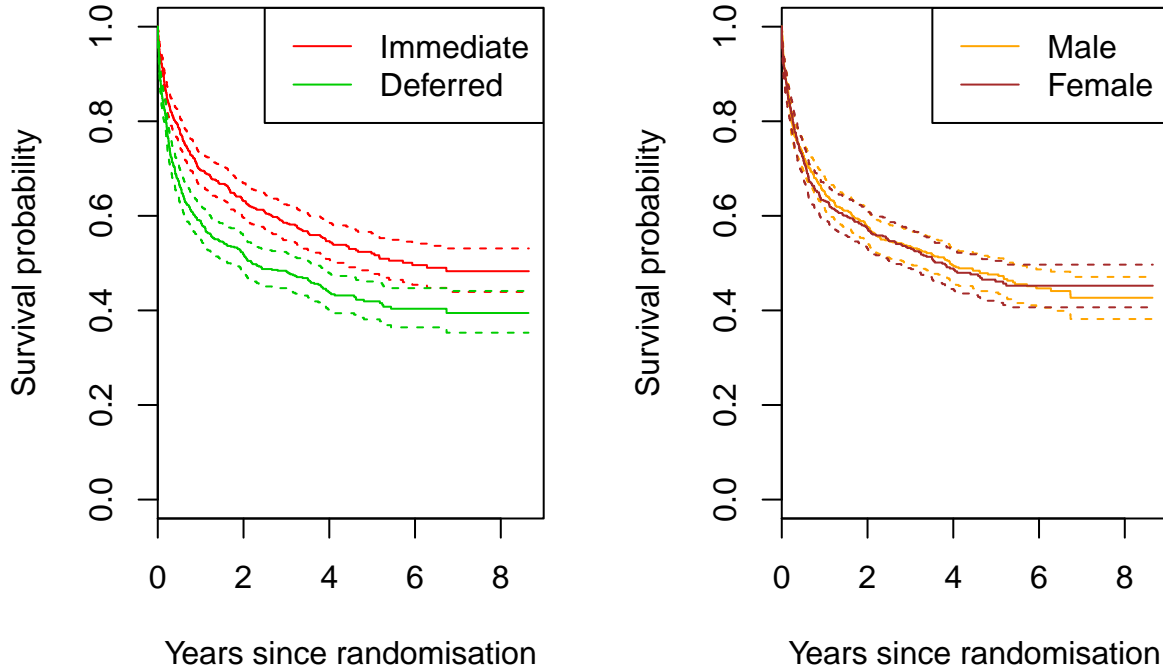 Survival probability
1.0
0.8
0.6
0.4
0.2
0.0
Immediate
Deferred
0 2 4 6 8
Years since randomisation
Survival probability
1.0
0.8
0.6
0.4
0.2
0.0
Male
Female
0 2 4 6 8
Years since randomisation